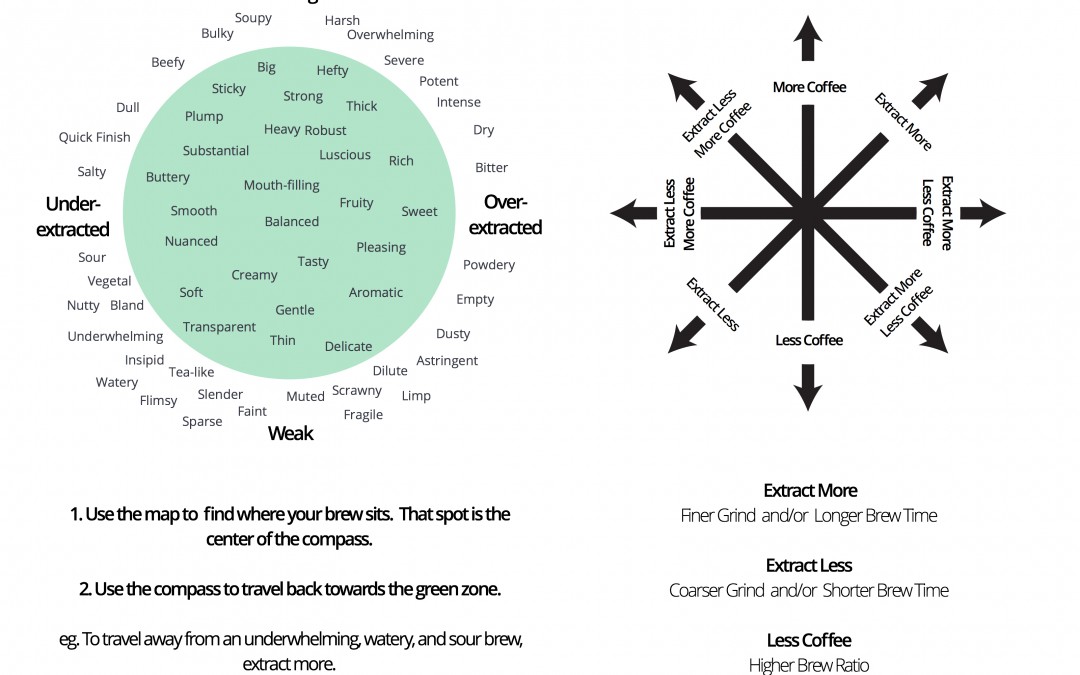 Soupy
Harsh
Bulky
Overwhelming
Beefy
Severe
Big
Hefty
Potent
Sticky
Strong
Thick
Intense
Dull
Plump
Heavy
Robust
Dry
Quick Finish
Substantial
Luscious
Rich
Bitter
Salty
Buttery
Mouth-filling
Under-
extracted
Fruity
Over-
extracted
Smooth
Balanced
Sweet
Nuanced
Pleasing
Sour
Tasty
Powdery
Vegetal
Creamy
Soft
Aromatic
Nutty
Bland
Gentle
Empty
Transparent
Underwhelming
Thin
Delicate
Dusty
Insipid
Tea-like
Dilute
Astringent
Watery
Flimsy
Slender
Muted
Scrawny
Limp
Sparse
Faint
Fragile
Weak
More Coffee
Extract Less
More Coffee
Extract More
Extract Less
More Coffee
Extract More
Less Coffee
Extract Less
Extract More
Less Coffee
Less Coffee
1. Use the map to find where your brew sits. That spot is the
center of the compass.
2. Use the compass to travel back towards the green zone.
eg. To travel away from an underwhelming, watery, and sour brew,
extract more.
Extract More
Finer Grind and/or Longer Brew Time
Extract Less
Coarser Grind and/or Shorter Brew Time
Less Coffee
Higher Brew Ratio